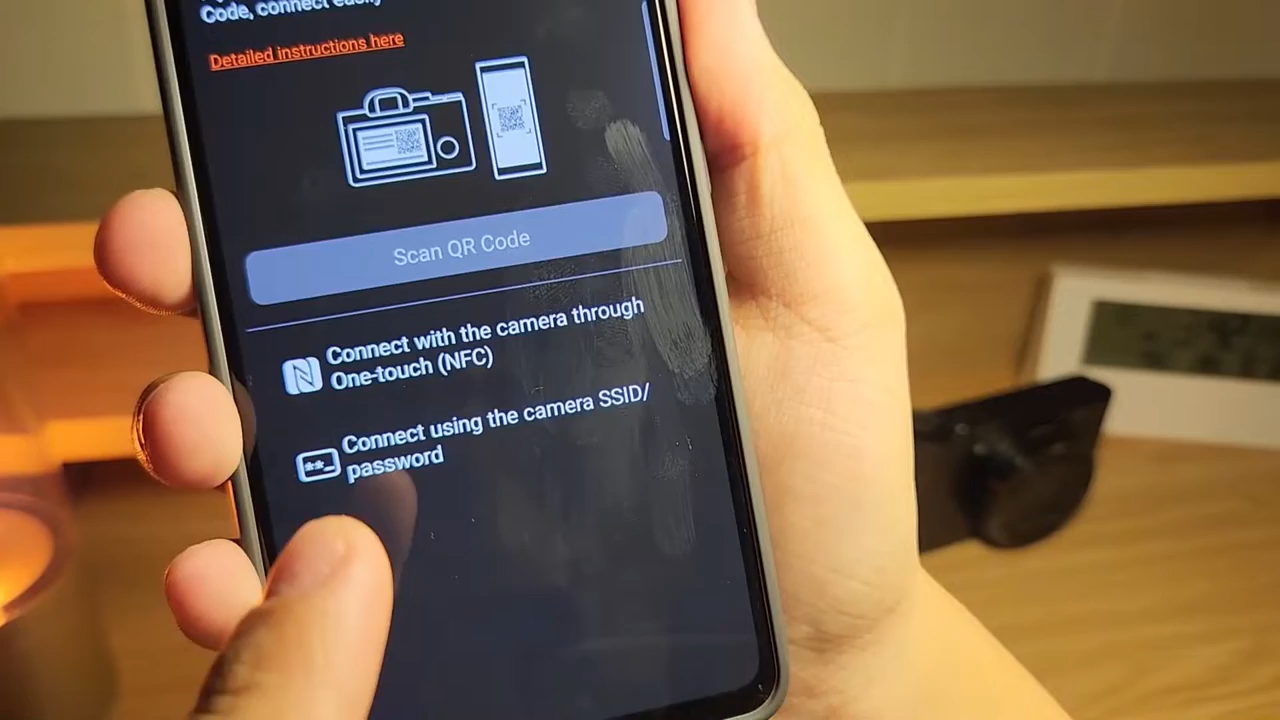 Code, connect easily
Detailed instructions here
Scan QR Code
Connect with the camera through
One-touch (NFC)
Connect using the camera SSID/
password